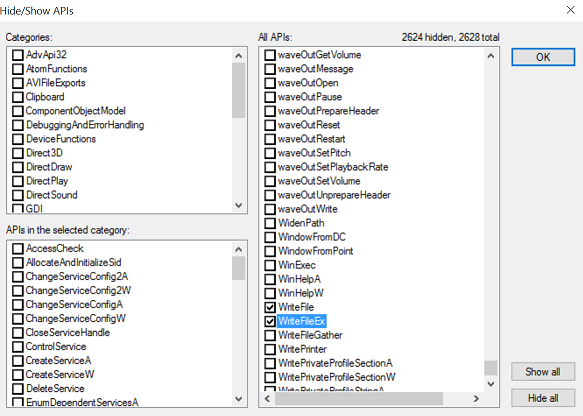 Hide/Show APIs
Categories:
AdvApi32
AtomFunctions
AVIFileExports
Clipboard
ComponentObjectModel
DebuggingAndErrorHandling
DeviceFunctions
Direct3D
DirectDraw
DirectPlay
DirectSound
GDI
APIs in the selected category:
AccessCheck
AllocateAndInitializeSid
ChangeServiceConfig2A
ChangeServiceConfig2W
ChangeServiceConfigA
ChangeServiceConfigW
CloseServiceHandle
ControlService
CreateServiceA
CreateServiceW
DeleteService
EnumDependentServicesA
All APIs:
2624 hidden, 2628 total
waveOutGetVolume
waveOutMessage
waveOutOpen
waveOutPause
waveOutPrepareHeader
waveOutReset
waveOutRestart
waveOutSetPitch
waveOutSetPlaybackRate
waveOutSetVolume
waveOutUnprepareHeader
waveOutWrite
WidenPath
WindowFromDC
WindowFromPoint
WinExec
WinHelpA
WinHelpW
WriteFile
WriteFileEx
WriteFileGather
WritePrinter
WritePrivateProfileSectionA
WritePrivateProfileSectionW
WritePrivateProfileStringA
OK
Show all
Hide all